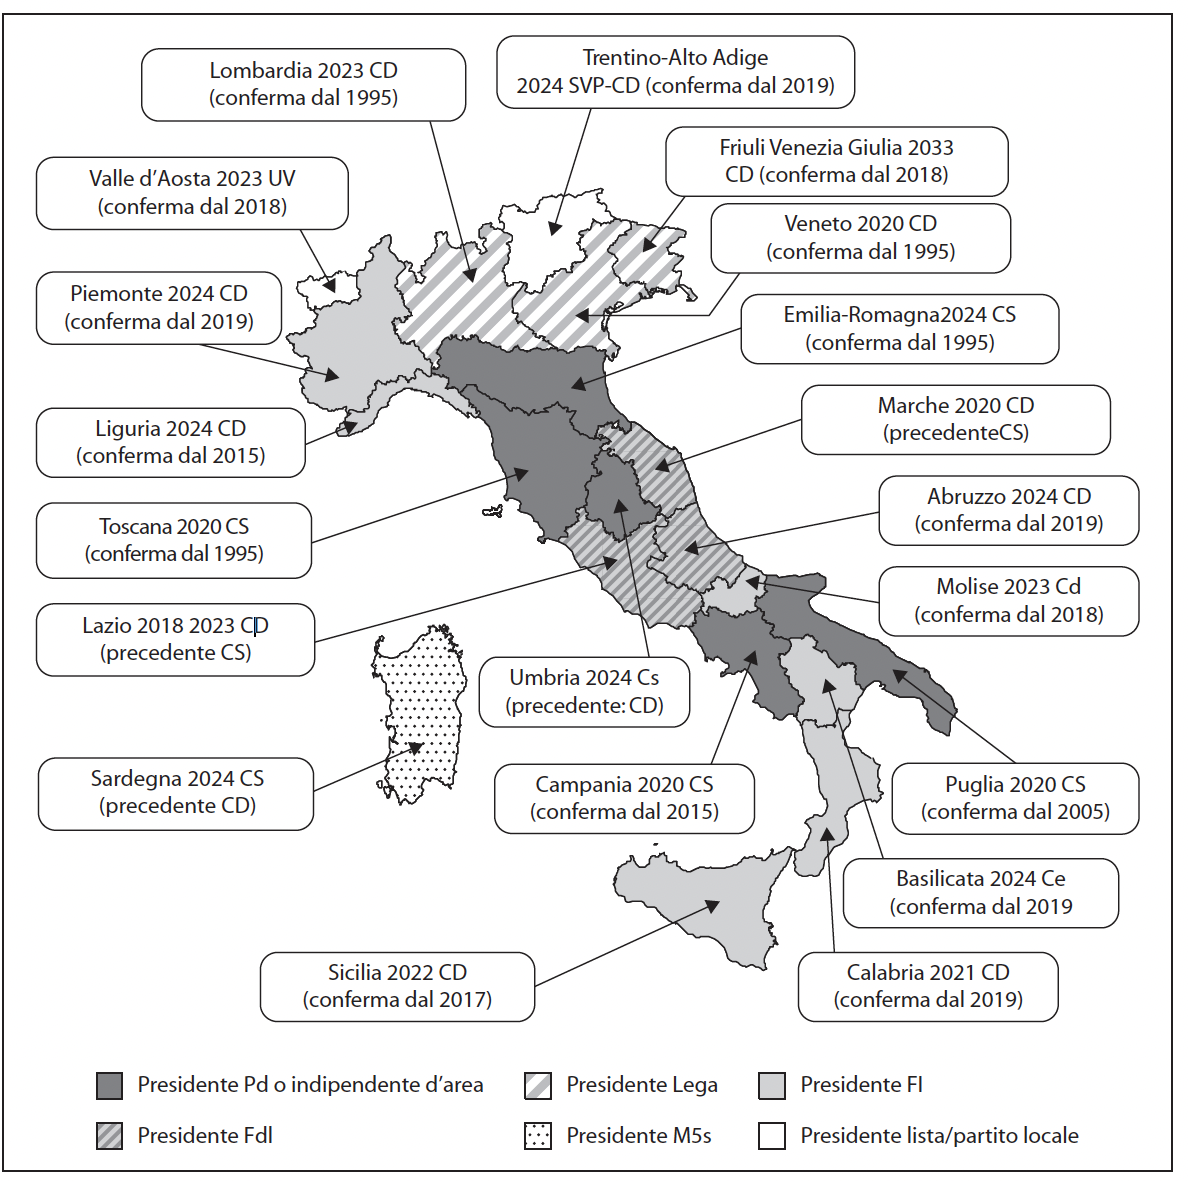 Lombardia 2023 CD
(conferma dal 1995)
Trentino-Alto Adige
2024 SVP-CD (conferma dal 2019)
Friuli Venezia Giulia 2033
CD (conferma dal 2018)
Valle d'Aosta 2023 UV
(conferma dal 2018)
Veneto 2020 CD
(conferma dal 1995)
Piemonte 2024 CD
(conferma dal 2019)
Emilia-Romagna2024 CS
(conferma dal 1995)
Marche 2020 CD
(precedenteCS)
Liguria 2024 CD
(conferma dal 2015)
Abruzzo 2024 CD
(conferma dal 2019)
Toscana 2020 CS
(conferma dal 1995)
Molise 2023 Cd
(conferma dal 2018)
Lazio 2018 2023 CD
(precedente CS)
Umbria 2024 Cs
(precedente: CD)
Sardegna 2024 CS
(precedente CD)
Campania 2020 CS
(conferma dal 2015)
Puglia 2020 CS
(conferma dal 2005)
Basilicata 2024 Ce
(conferma dal 2019
Sicilia 2022 CD
(conferma dal 2017)
Calabria 2021 CD
(conferma dal 2019)
Presidente Pd o indipendente d'area
Presidente Lega
Presidente FI
Presidente FdI
Presidente M5s
Presidente lista/partito locale